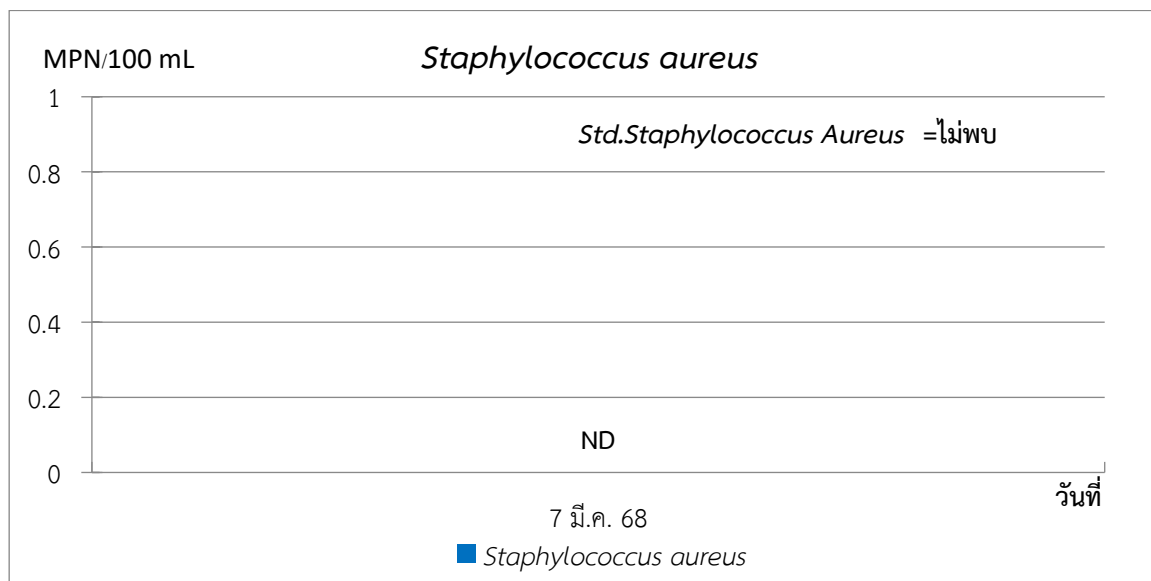 MPN/100 mL
Staphylococcus aureus
1
Std.Staphylococcus Aureus =ไม่พบ
0.8
0.6
0.4
0.2
ND
0
วันที่
7 มี.ค. 68
Staphylococcus aureus